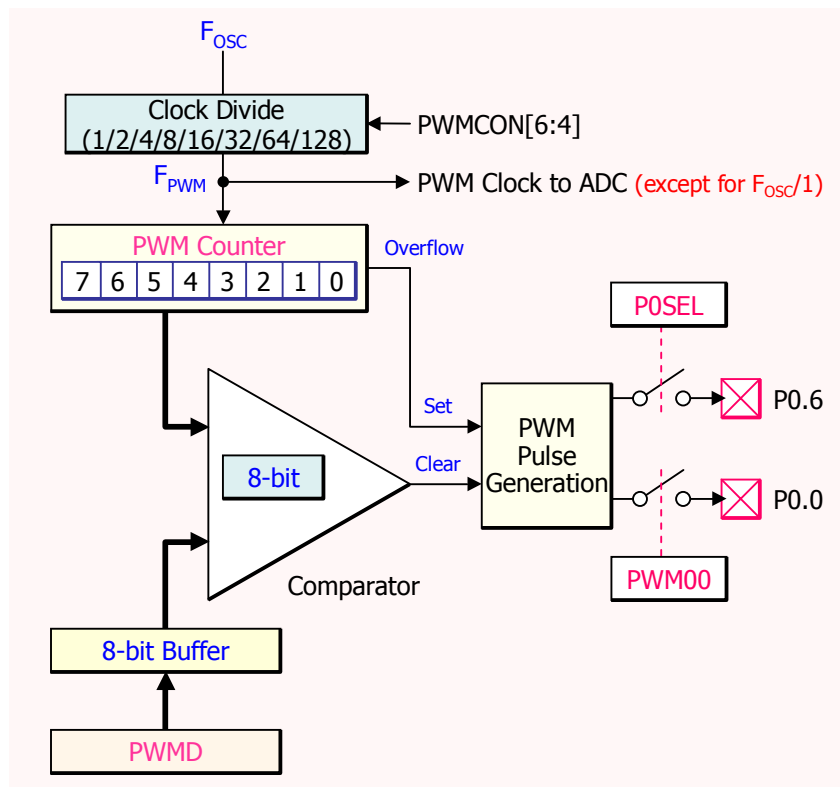 FOSC
Clock Divide
(1/2/4/8/16/32/64/128)
PWMCON[6:4]
FPWM
PWM Clock to ADC (except for FOSC/1)
PWM Counter
Overflow
7 6 5 4 3 2 1 0
P0SEL
P0.6
Set
PWM
Pulse
Generation
Clear
8-bit
P0.0
Comparator
PWM00
8-bit Buffer
PWMD